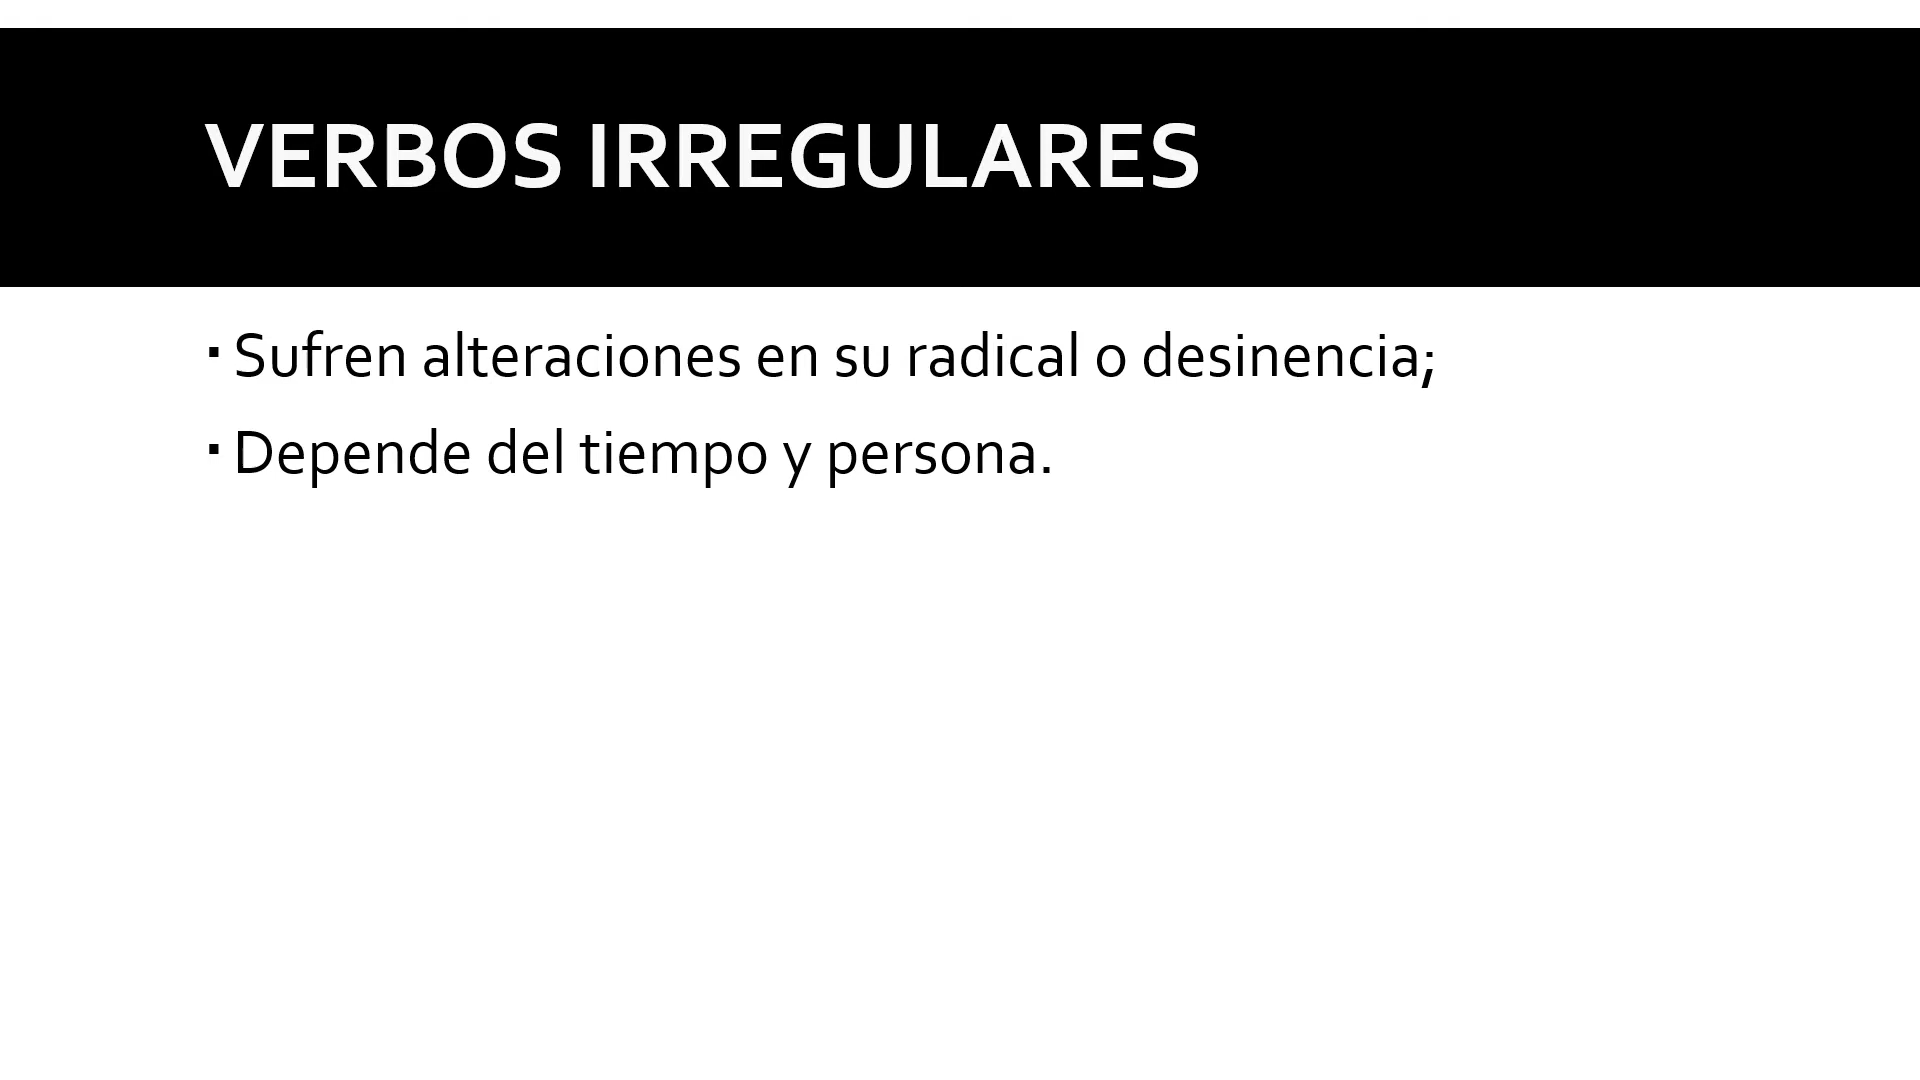 VERBOS IRREGULARES
▪ Sufren alteraciones en su radical o desinencia;
▪ Depende del tiempo y persona.